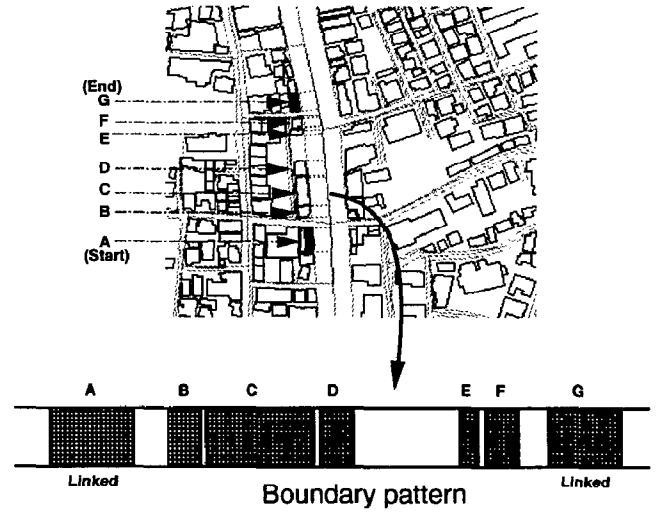 (End)
G
F
E
D
C
B
A
(Start)
A B C D E F G
Linked Linked
Boundary pattern